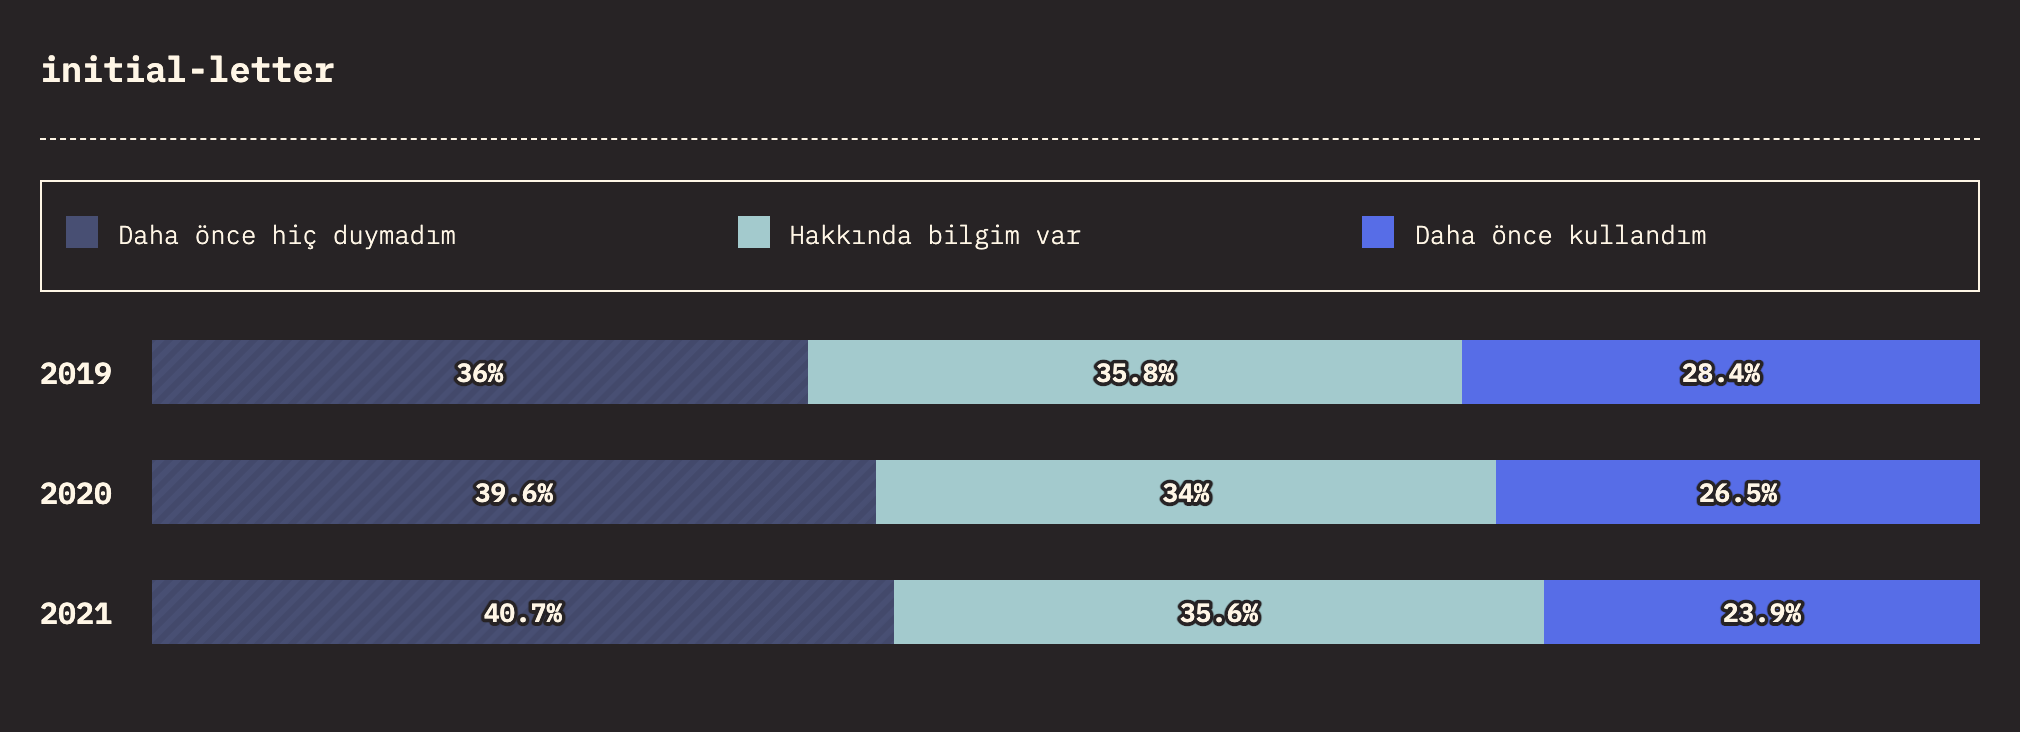 initial-letter
Daha önce hiç duymadım Hakkında bilgim var Daha önce kullandım
2019 36% 35.8% 28.4%
2020 39.6% 34% 26.5%
2021 40.7% 35.6% 23.9%